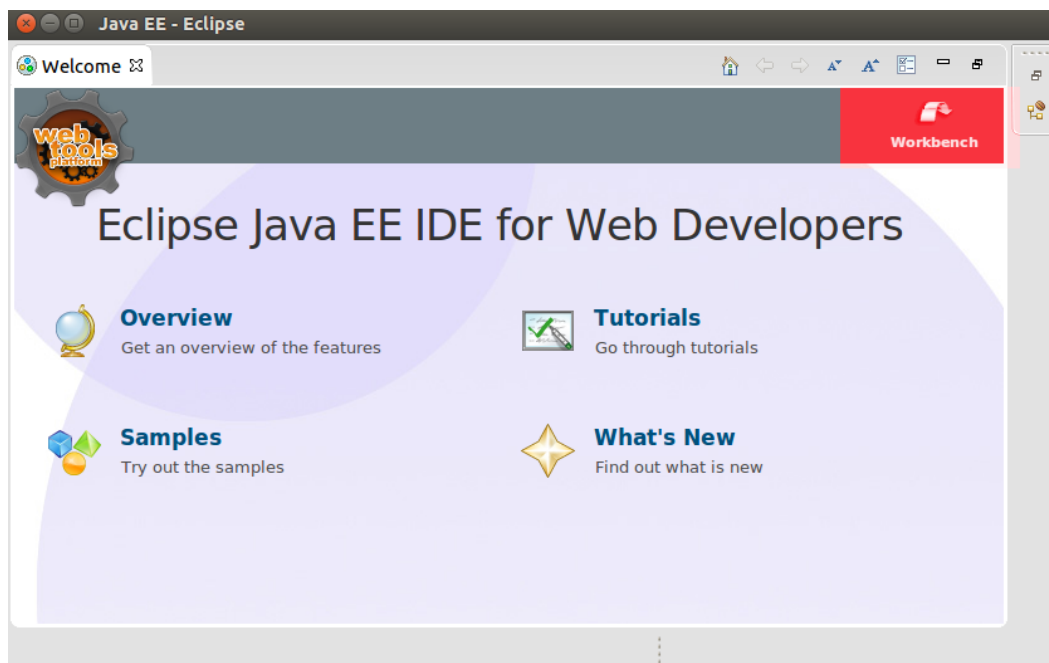 Java EE - Eclipse
Welcome
web
tools
platform
Workbench
Eclipse Java EE IDE for Web Developers
Overview
Get an overview of the features
Tutorials
Go through tutorials
Samples
Try out the samples
What's New
Find out what is new